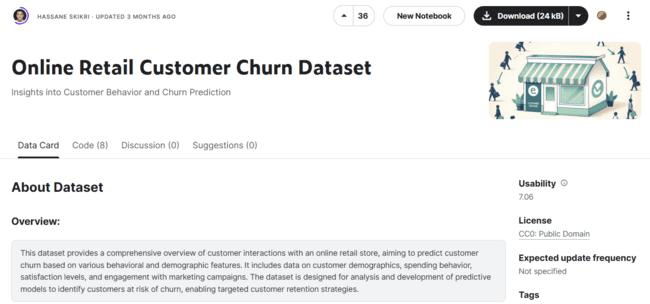 HASSANE SKIKRI · UPDATED 3 MONTHS AGO
36
New Notebook
Download (24 kB)
Online Retail Customer Churn Dataset
Insights into Customer Behavior and Churn Prediction
Data Card Code (8) Discussion (0) Suggestions (0)
About Dataset
Overview:
This dataset provides a comprehensive overview of customer interactions with an online retail store, aiming to predict customer
churn based on various behavioral and demographic features. It includes data on customer demographics, spending behavior,
satisfaction levels, and engagement with marketing campaigns. The dataset is designed for analysis and development of predictive
models to identify customers at risk of churn, enabling targeted customer retention strategies.
Usability
7.06
License
CC0: Public Domain
Expected update frequency
Not specified
Tags